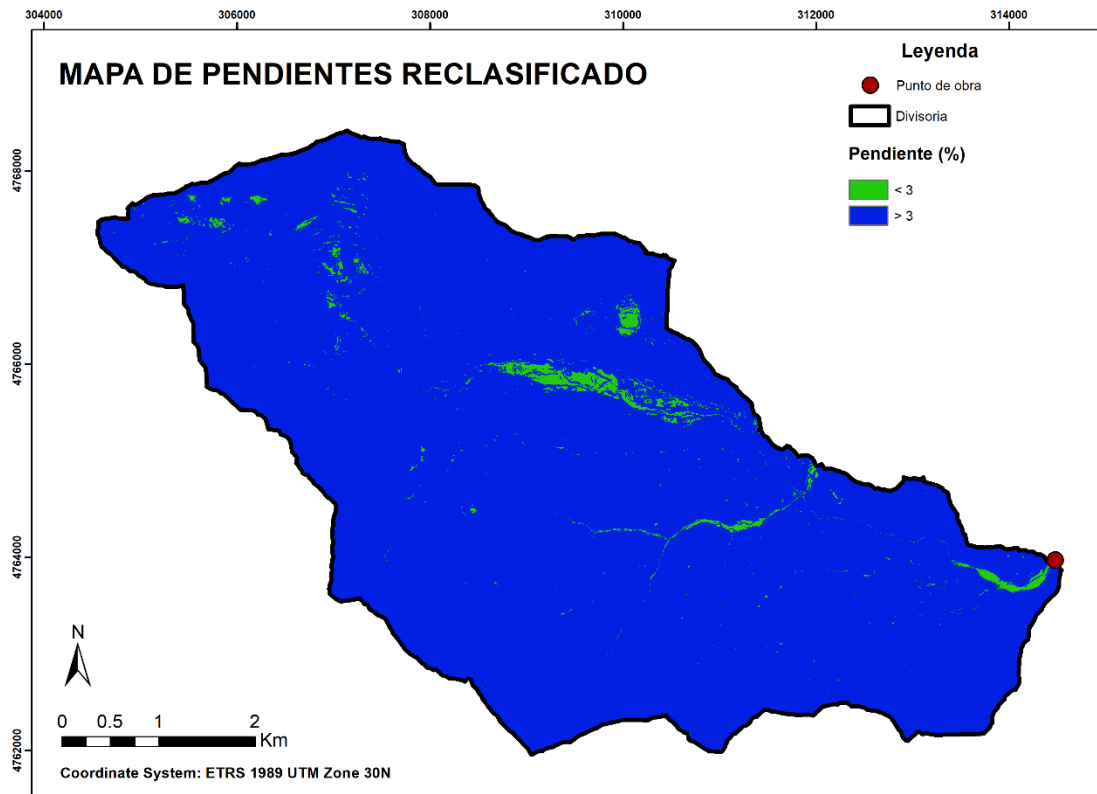 304000 306000 308000 310000 312000 314000
MAPA DE PENDIENTES RECLASIFICADO
Leyenda
Punto de obra
Divisoria
Pendiente (%)
< 3
> 3
4768000
4766000
4764000
4762000
N
0 0.5 1 2
Km
Coordinate System: ETRS 1989 UTM Zone 30N